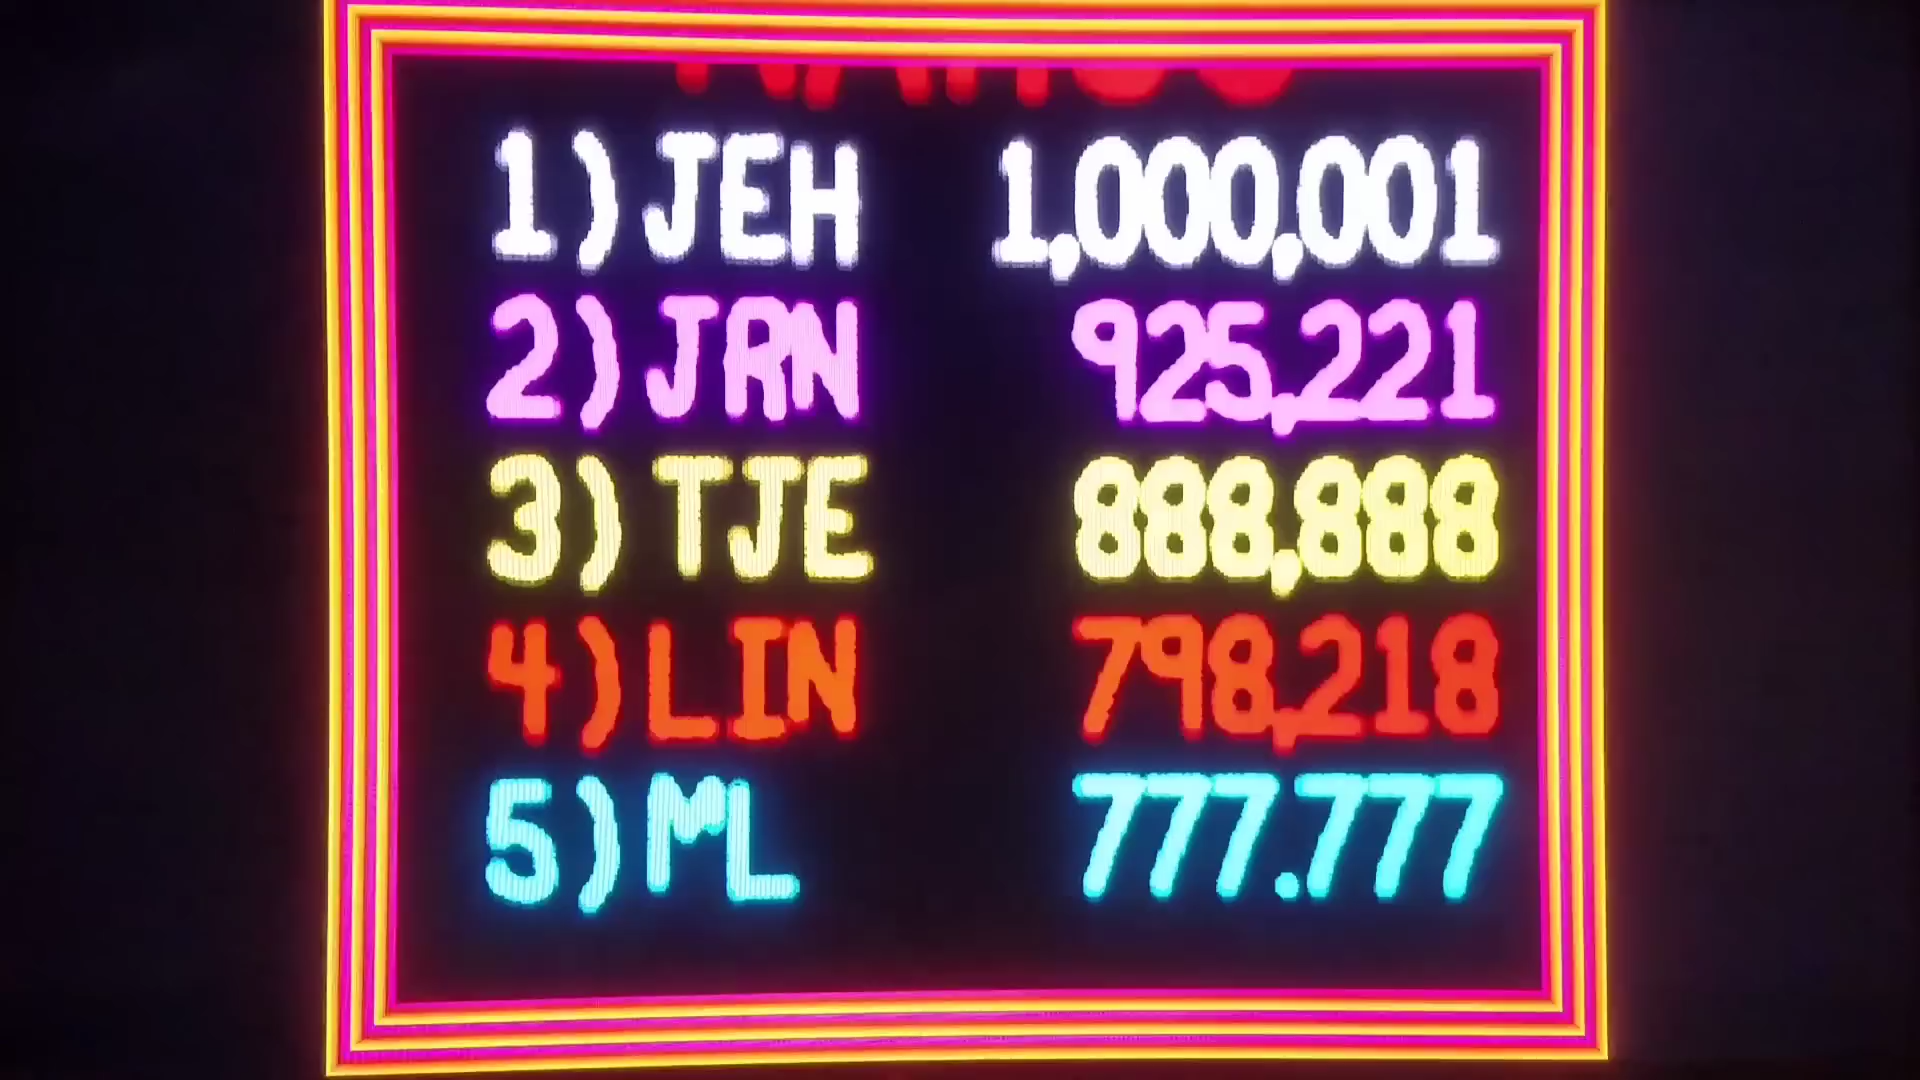 1) JEH 1,000,001
2) JRN 925,221
3) TJE 888,888
4) LIN 798,218
5) ML 777.777